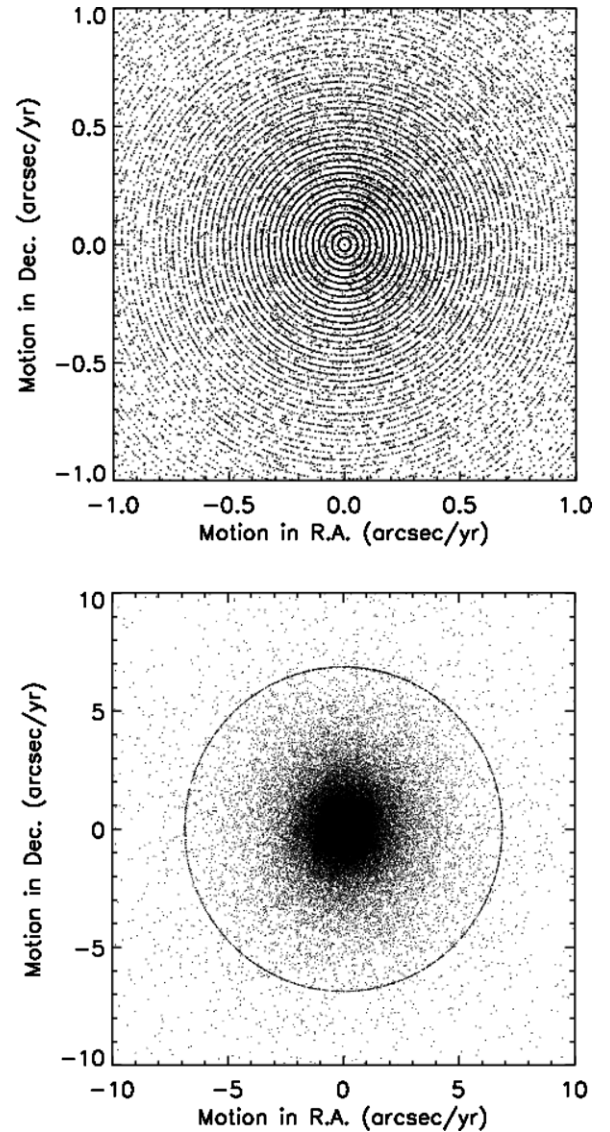 1.0
0.5
0.0
−0.5
−1.0
Motion in Dec. (arcsec/yr)
−1.0 −0.5 0.0 0.5 1.0
Motion in R.A. (arcsec/yr)
10
5
0
−5
−10
Motion in Dec. (arcsec/yr)
−10 −5 0 5 10
Motion in R.A. (arcsec/yr)